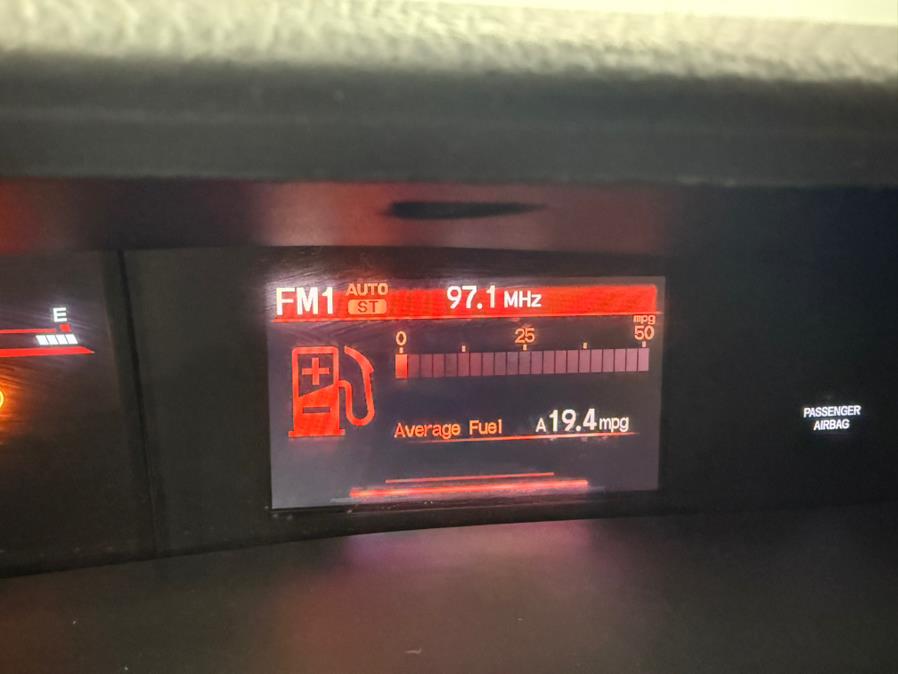 E
FM1 AUTO ST 97.1 MHz
mpg
0 25 50
Average Fuel A 19.4 mpg
PASSENGER
AIRBAG